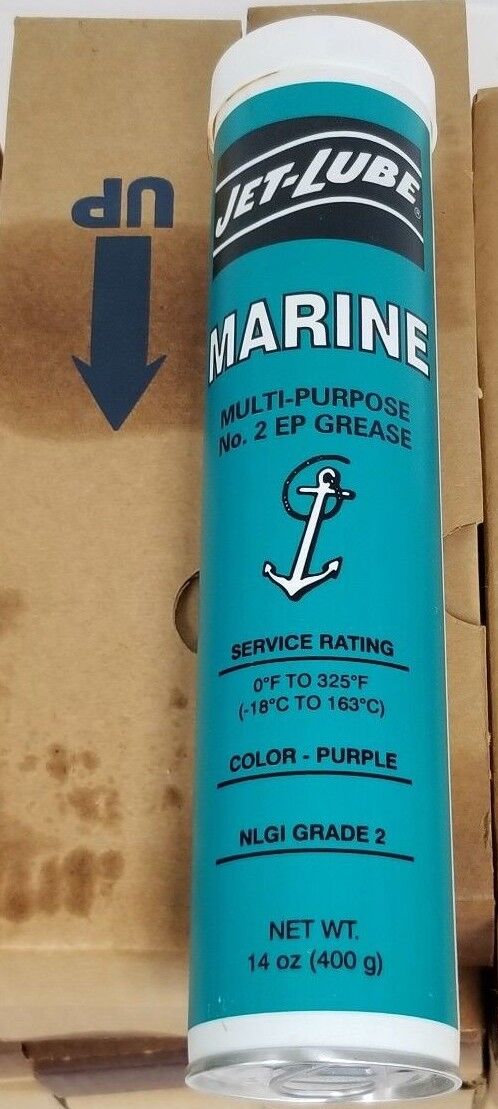 UP
JET-LUBE®
MARINE
MULTI-PURPOSE
No. 2 EP GREASE
SERVICE RATING
0°F TO 325°F
(-18°C TO 163°C)
COLOR - PURPLE
NLGI GRADE 2
NET WT.
14 oz (400 g)